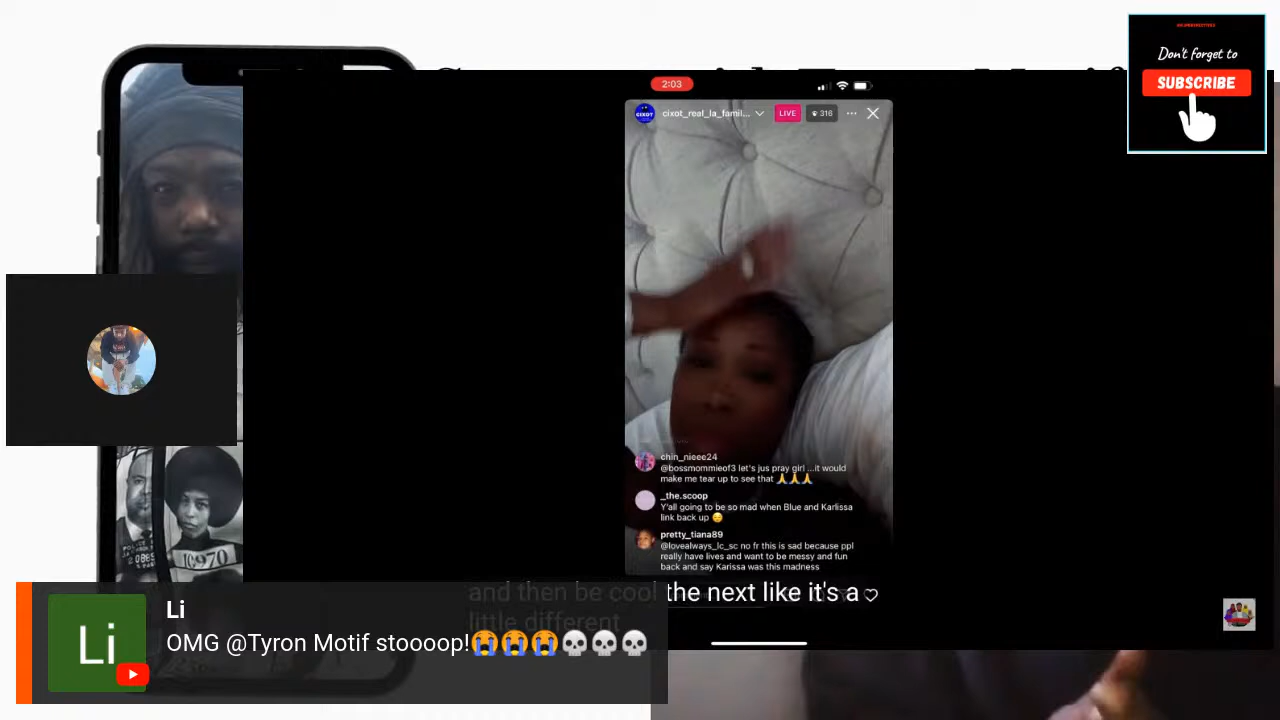 Don't forget to
SUBSCRIBE
2:03
cixot_real_la_famil...
LIVE
316
chin_nieee24
@bossmommieof3 let's jus pray girl ...it would
make me tear up to see that 🙏🙏🙏
_the.scoop
Y'all going to be so mad when Blue and Karlissa
link back up 😏
pretty_tiana89
@lovealways_lc_sc no fr this is sad because ppl
really have lives and want to be messy and fun
back and say Karissa was this madness
and then be cool the next like it's a
little different
Li
Li
OMG @Tyron Motif stoooop!😭😭😭💀💀💀
POLICE
1C970